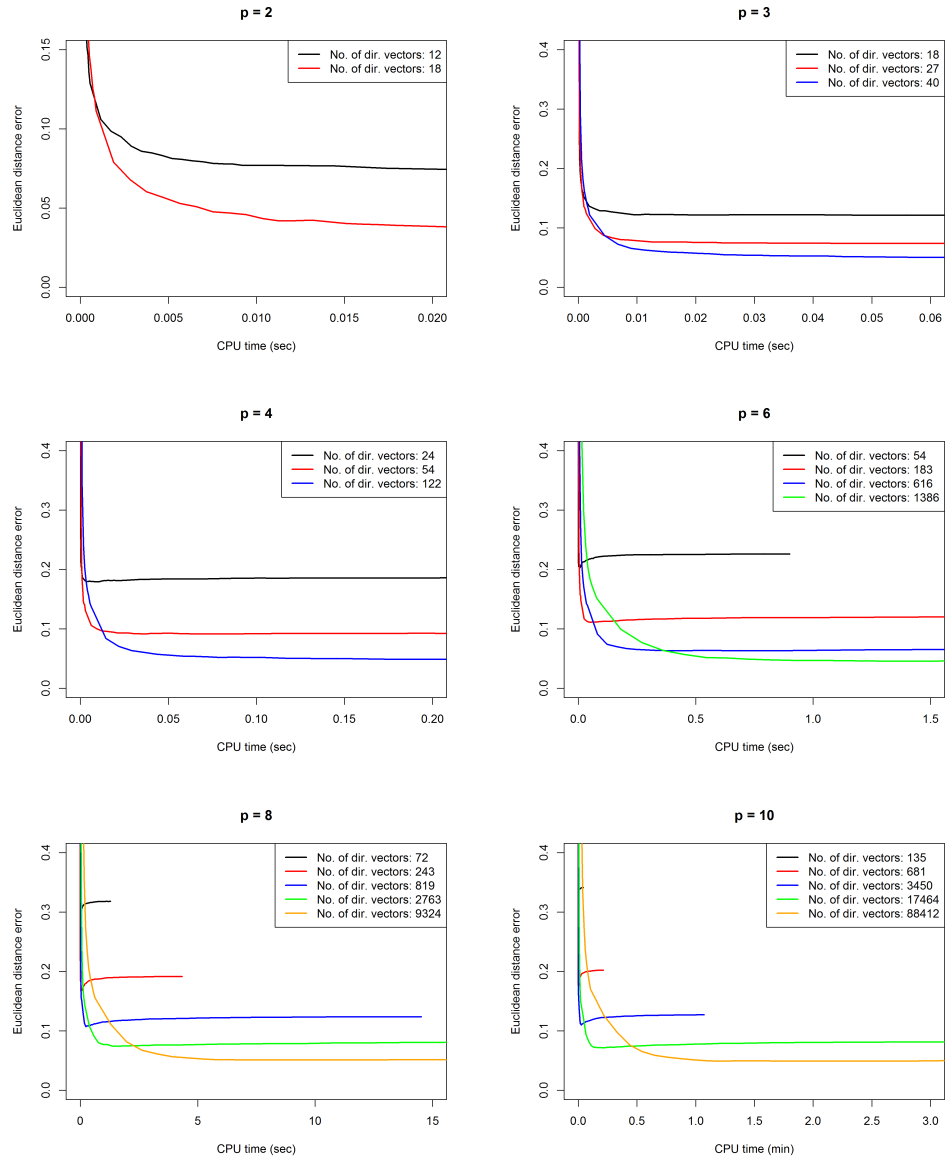 p = 2
No. of dir. vectors: 12
No. of dir. vectors: 18
Euclidean distance error
0.00 0.05 0.10 0.15
0.000 0.005 0.010 0.015 0.020
CPU time (sec)
p = 3
No. of dir. vectors: 18
No. of dir. vectors: 27
No. of dir. vectors: 40
Euclidean distance error
0.0 0.1 0.2 0.3 0.4
0.00 0.01 0.02 0.03 0.04 0.05 0.06
CPU time (sec)
p = 4
No. of dir. vectors: 24
No. of dir. vectors: 54
No. of dir. vectors: 122
Euclidean distance error
0.0 0.1 0.2 0.3 0.4
0.00 0.05 0.10 0.15 0.20
CPU time (sec)
p = 6
No. of dir. vectors: 54
No. of dir. vectors: 183
No. of dir. vectors: 616
No. of dir. vectors: 1386
Euclidean distance error
0.0 0.1 0.2 0.3 0.4
0.0 0.5 1.0 1.5
CPU time (sec)
p = 8
No. of dir. vectors: 72
No. of dir. vectors: 243
No. of dir. vectors: 819
No. of dir. vectors: 2763
No. of dir. vectors: 9324
Euclidean distance error
0.0 0.1 0.2 0.3 0.4
0 5 10 15
CPU time (sec)
p = 10
No. of dir. vectors: 135
No. of dir. vectors: 681
No. of dir. vectors: 3450
No. of dir. vectors: 17464
No. of dir. vectors: 88412
Euclidean distance error
0.0 0.1 0.2 0.3 0.4
0.0 0.5 1.0 1.5 2.0 2.5 3.0
CPU time (min)